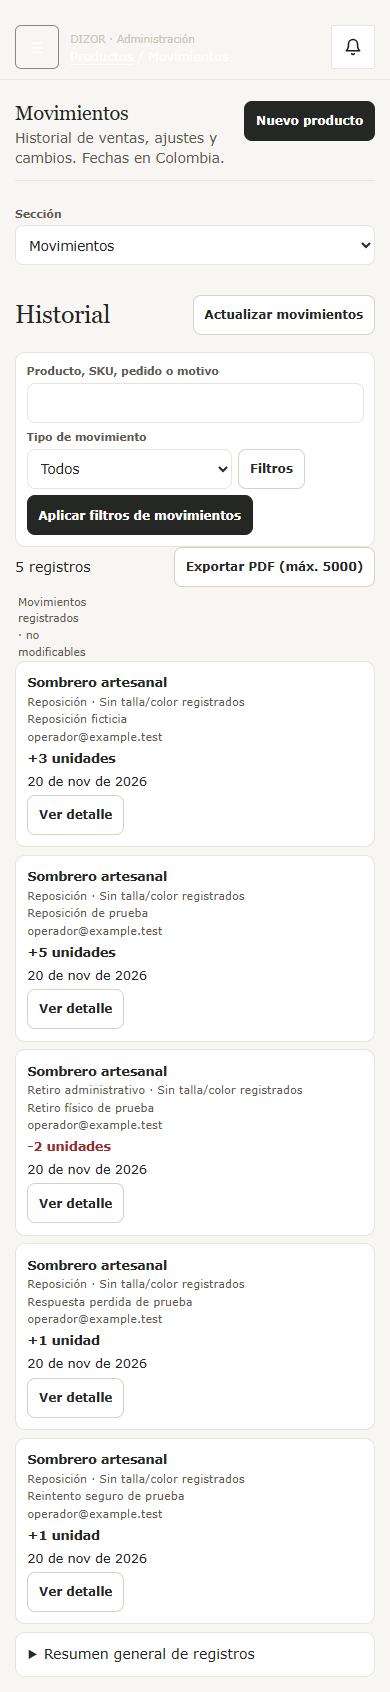 DIZOR · Administración
Productos / Movimientos
Movimientos
Historial de ventas, ajustes y
cambios. Fechas en Colombia.
Nuevo producto
Sección
Movimientos
Historial
Actualizar movimientos
Producto, SKU, pedido o motivo
Tipo de movimiento
Todos
Filtros
Aplicar filtros de movimientos
5 registros
Exportar PDF (máx. 5000)
Movimientos
registrados
· no
modificables
Sombrero artesanal
Reposición · Sin talla/color registrados
Reposición ficticia
operador@example.test
+3 unidades
20 de nov de 2026
Ver detalle
Sombrero artesanal
Reposición · Sin talla/color registrados
Reposición de prueba
operador@example.test
+5 unidades
20 de nov de 2026
Ver detalle
Sombrero artesanal
Retiro administrativo · Sin talla/color registrados
Retiro físico de prueba
operador@example.test
-2 unidades
20 de nov de 2026
Ver detalle
Sombrero artesanal
Reposición · Sin talla/color registrados
Respuesta perdida de prueba
operador@example.test
+1 unidad
20 de nov de 2026
Ver detalle
Sombrero artesanal
Reposición · Sin talla/color registrados
Reintento seguro de prueba
operador@example.test
+1 unidad
20 de nov de 2026
Ver detalle
Resumen general de registros